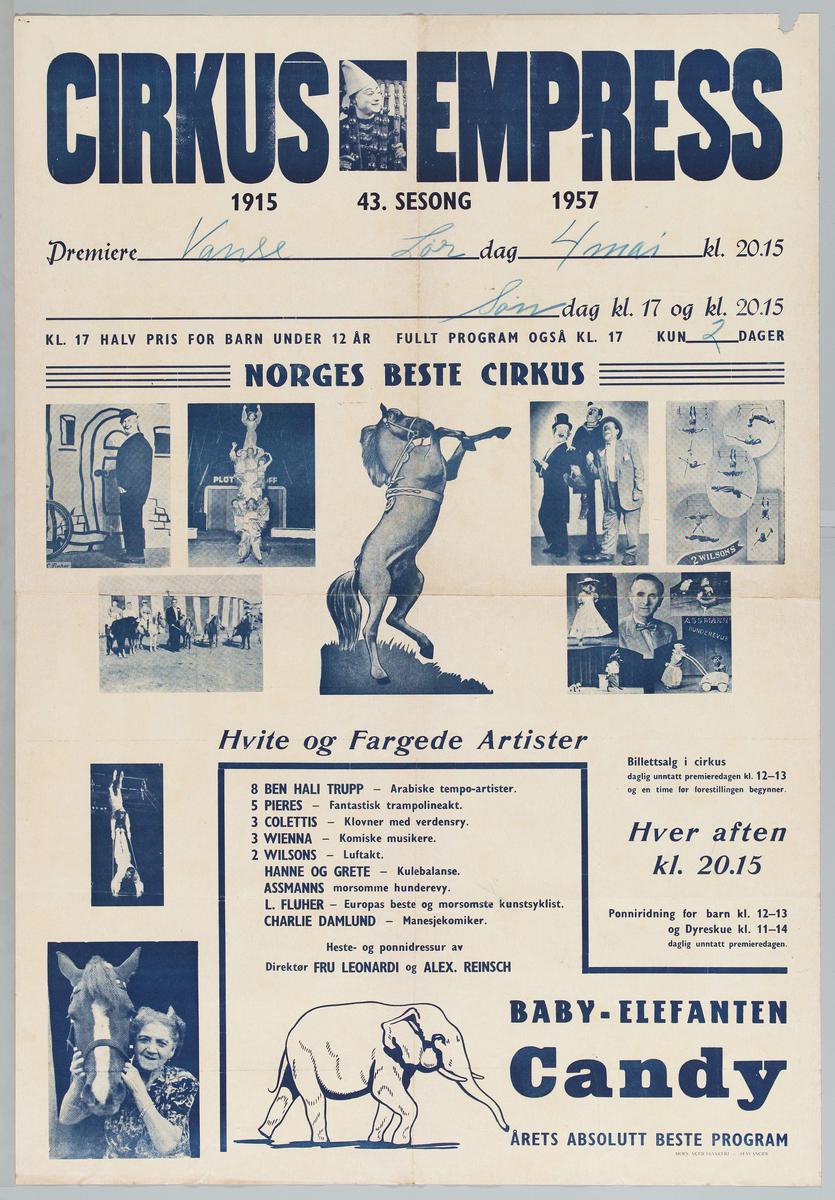 CIRKUS EMPRESS
1915 43. SESONG 1957
Premiere Vanse Lør dag 4 mai kl. 20.15
Søn dag kl. 17 og kl. 20.15
KL. 17 HALV PRIS FOR BARN UNDER 12 ÅR FULLT PROGRAM OGSÅ KL. 17 KUN 2 DAGER
NORGES BESTE CIRKUS
PLOT FF
2 WILSONS
ASSMANN
HUNDEREVUE
Hvite og Fargede Artister
8 BEN HALI TRUPP – Arabiske tempo-artister.
5 PIERES – Fantastisk trampolineakt.
3 COLETTIS – Klovner med verdensry.
3 WIENNA – Komiske musikere.
2 WILSONS – Luftakt.
HANNE OG GRETE – Kulebalanse.
ASSMANNS morsomme hunderevy.
L. FLUHER – Europas beste og morsomste kunstsyklist.
CHARLIE DAMLUND – Manesjekomiker.
Heste- og ponnidressur av
Direktør FRU LEONARDI og ALEX. REINSCH
Billettsalg i cirkus
daglig unntatt premieredagen kl. 12–13
og en time før forestillingen begynner.
Hver aften
kl. 20.15
Ponniridning for barn kl. 12–13
og Dyreskue kl. 11–14
daglig unntatt premieredagen.
BABY-ELEFANTEN
Candy
ÅRETS ABSOLUTT BESTE PROGRAM